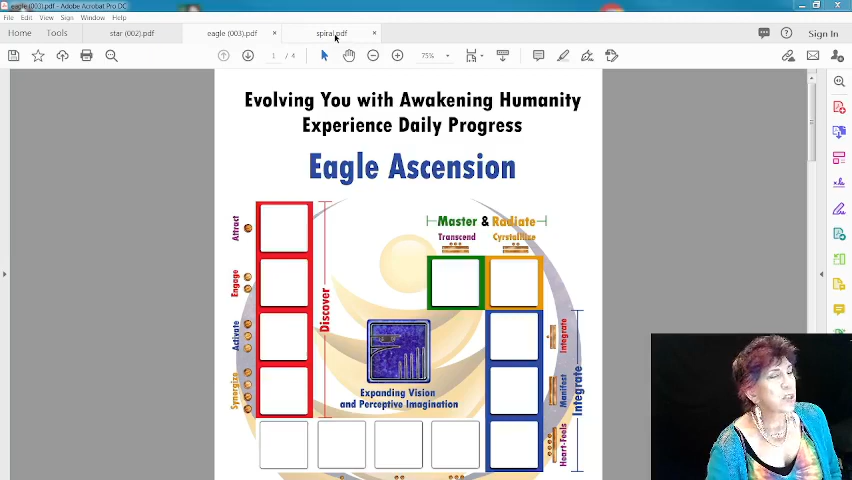 eagle (003).pdf - Adobe Acrobat Pro DC
File Edit View Sign Window Help
Home Tools star (002).pdf eagle (003).pdf × spiral.pdf × Sign In
1 / 4 75%
Evolving You with Awakening Humanity
Experience Daily Progress
Eagle Ascension
Master & Radiate
Transcend Cyrstallize
Attract
Engage
Activate
Synergize
Discover
Expanding Vision
and Perceptive Imagination
Integrate
Manifest
Heart-Feels
Integrate